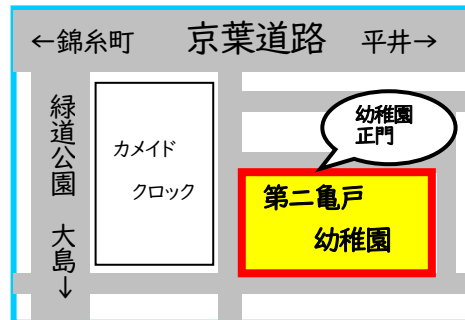 ←錦糸町 京葉道路 平井→
緑道公園 大島↓
カメイド
クロック
幼稚園
正門
第二亀戸
幼稚園